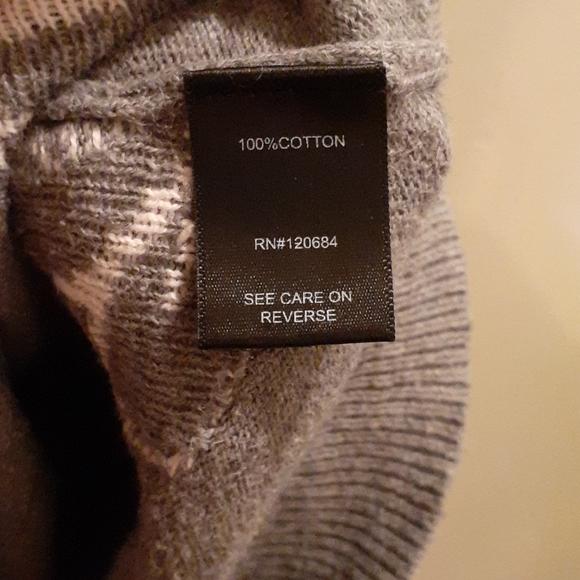 100%COTTON
RN#120684
SEE CARE ON
REVERSE